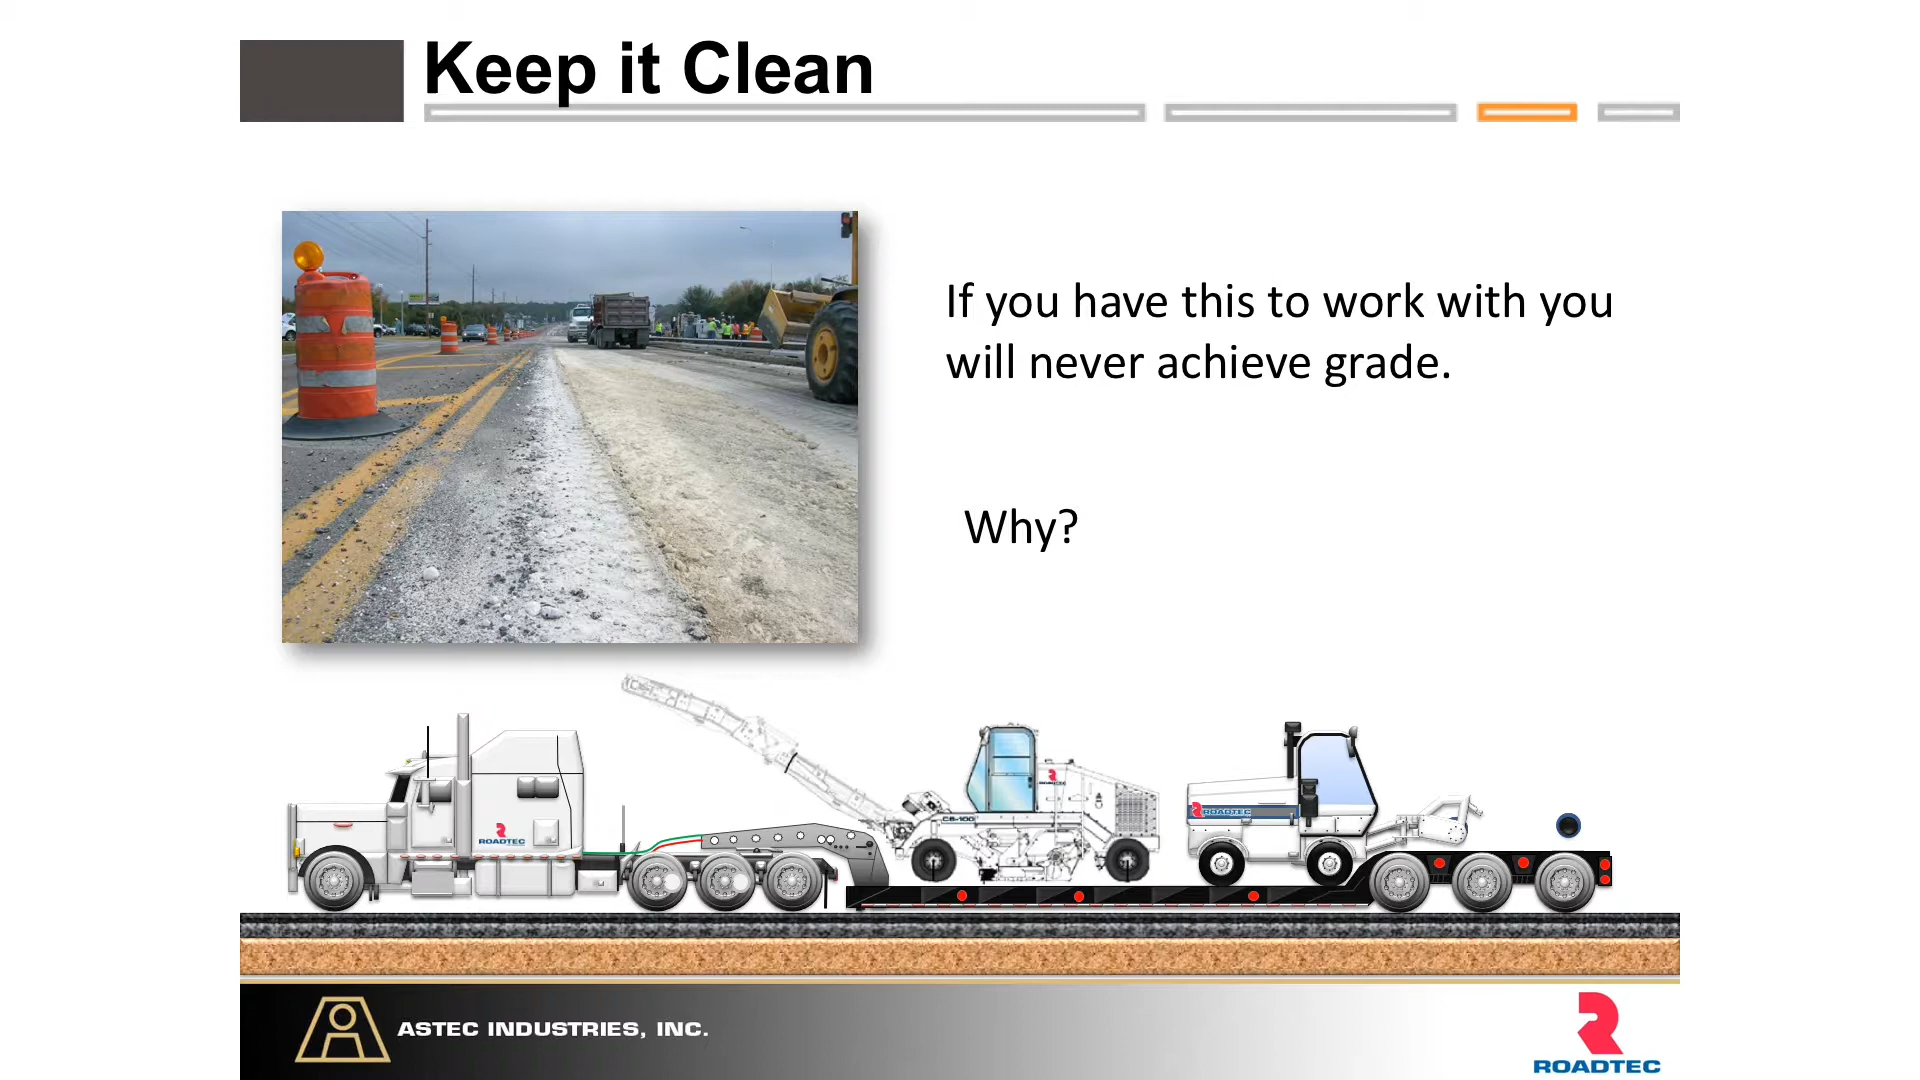 Keep it Clean
If you have this to work with you
will never achieve grade.
Why?
ROADTEC
CB-100
ROADTEC
ASTEC INDUSTRIES, INC.
ROADTEC